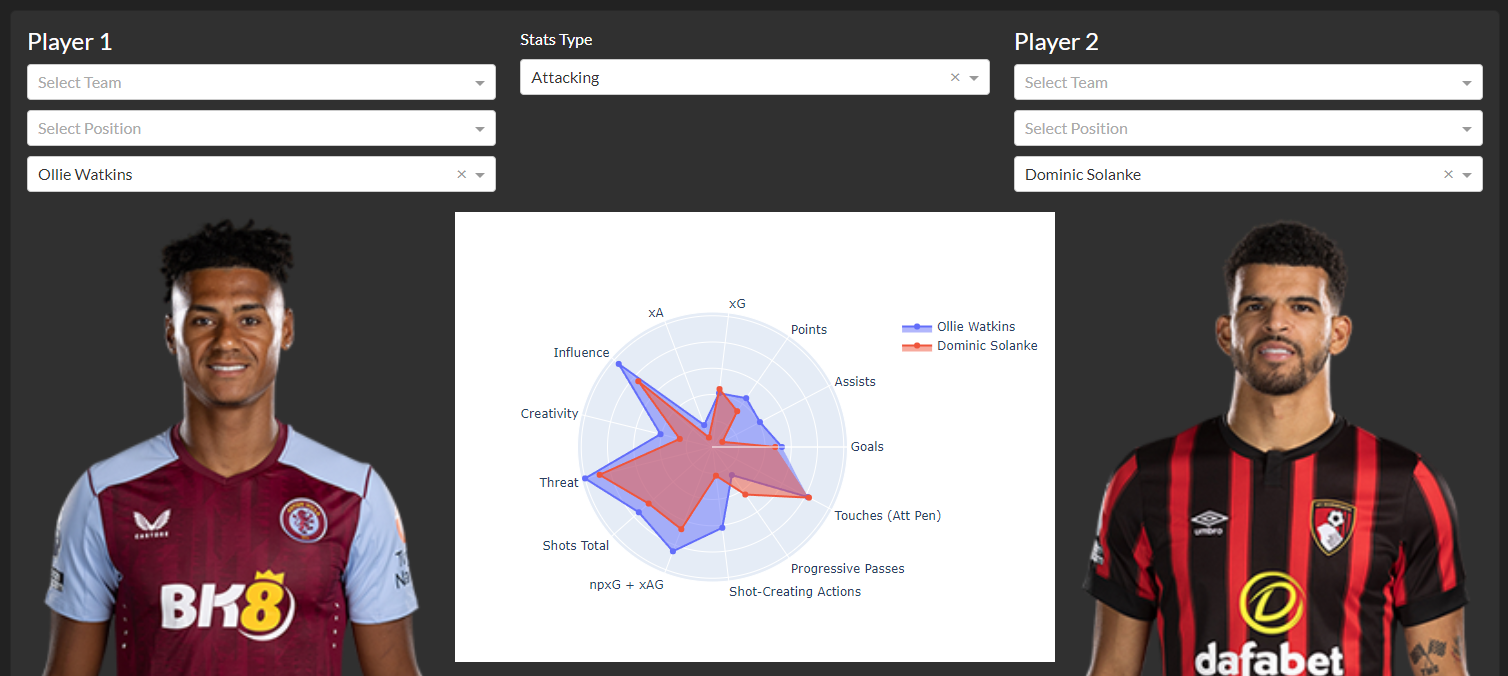 Player 1
Select Team
Select Position
Ollie Watkins
Stats Type
Attacking
Player 2
Select Team
Select Position
Dominic Solanke
xG
xA
Points
Influence
Assists
Creativity
Goals
Threat
Touches (Att Pen)
Shots Total
Progressive Passes
npxG + xAG
Shot-Creating Actions
Ollie Watkins
Dominic Solanke
CASTORE
BK8
umbro
dafabet